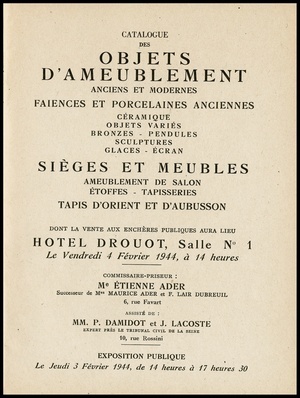 CATALOGUE
DES
OBJETS
D'AMEUBLEMENT
ANCIENS ET MODERNES
FAIENCES ET PORCELAINES ANCIENNES
CÉRAMIQUE
OBJETS VARIÉS
BRONZES - PENDULES
SCULPTURES
GLACES - ÉCRAN
SIÈGES ET MEUBLES
AMEUBLEMENT DE SALON
ÉTOFFES - TAPISSERIES
TAPIS D'ORIENT ET D'AUBUSSON
DONT LA VENTE AUX ENCHÈRES PUBLIQUES AURA LIEU
HOTEL DROUOT, Salle No 1
Le Vendredi 4 Février 1944, à 14 heures
COMMISSAIRE-PRISEUR :
Me ÉTIENNE ADER
Successeur de Mes MAURICE ADER et F. LAIR DUBREUIL
6, rue Favart
ASSISTÉ DE :
MM. P. DAMIDOT et J. LACOSTE
EXPERT PRÈS LE TRIBUNAL CIVIL DE LA SEINE
10, rue Rossini
EXPOSITION PUBLIQUE
Le Jeudi 3 Février 1944, de 14 heures à 17 heures 30